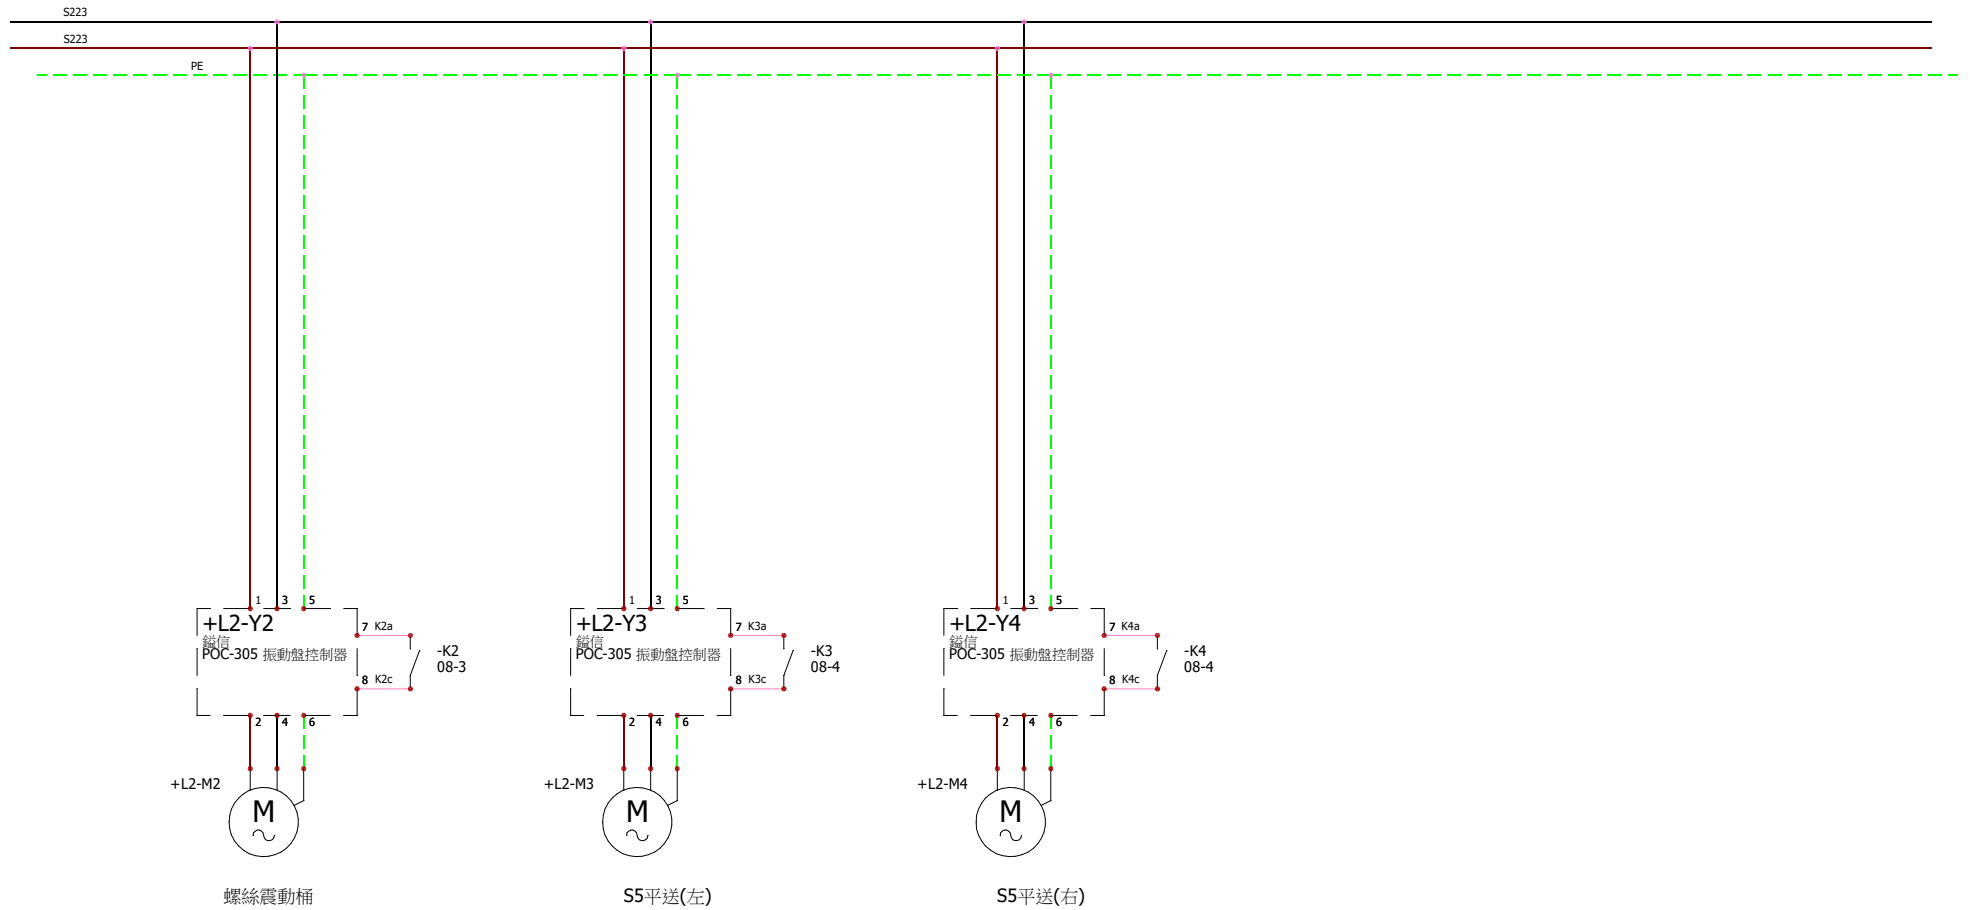 S223
S223
PE
1 3 5
+L2-Y2
鎰信
POC-305 振動盤控制器
7 K2a
8 K2c
-K2
08-3
2 4 6
+L2-M2
M
螺絲震動桶
1 3 5
+L2-Y3
鎰信
POC-305 振動盤控制器
7 K3a
8 K3c
-K3
08-4
2 4 6
+L2-M3
M
S5平送(左)
1 3 5
+L2-Y4
鎰信
POC-305 振動盤控制器
7 K4a
8 K4c
-K4
08-4
2 4 6
+L2-M4
M
S5平送(右)